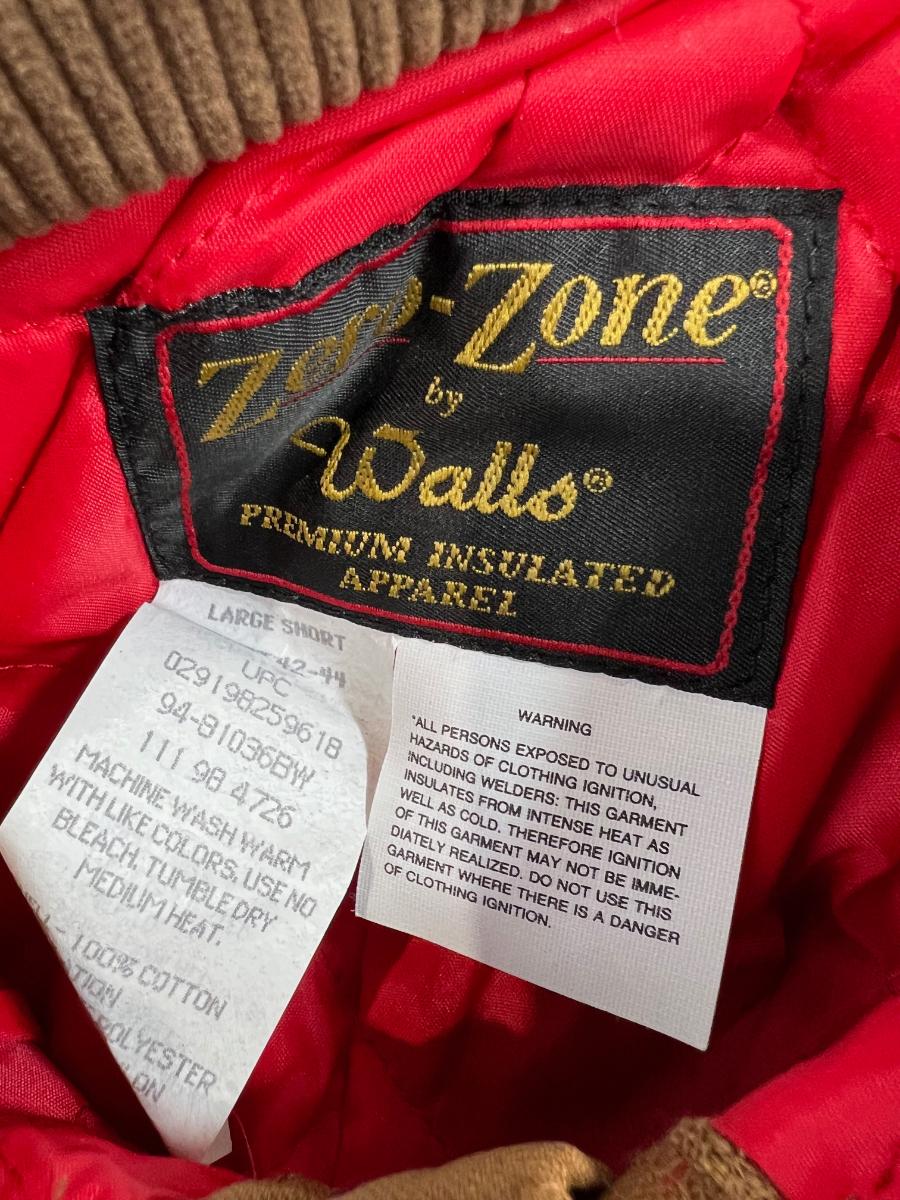 Zero-Zone®
by
Walls®
PREMIUM INSULATED
APPAREL
LARGE SHORT
42-44
UPC
029198259618
94-81036BW
111 98 4726
MACHINE WASH WARM
WITH LIKE COLORS. USE NO
BLEACH. TUMBLE DRY
MEDIUM HEAT.
- 100% COTTON
WARNING
"ALL PERSONS EXPOSED TO UNUSUAL
HAZARDS OF CLOTHING IGNITION,
INCLUDING WELDERS: THIS GARMENT
INSULATES FROM INTENSE HEAT AS
WELL AS COLD. THEREFORE IGNITION
OF THIS GARMENT MAY NOT BE IMME-
DIATELY REALIZED. DO NOT USE THIS
GARMENT WHERE THERE IS A DANGER
OF CLOTHING IGNITION.